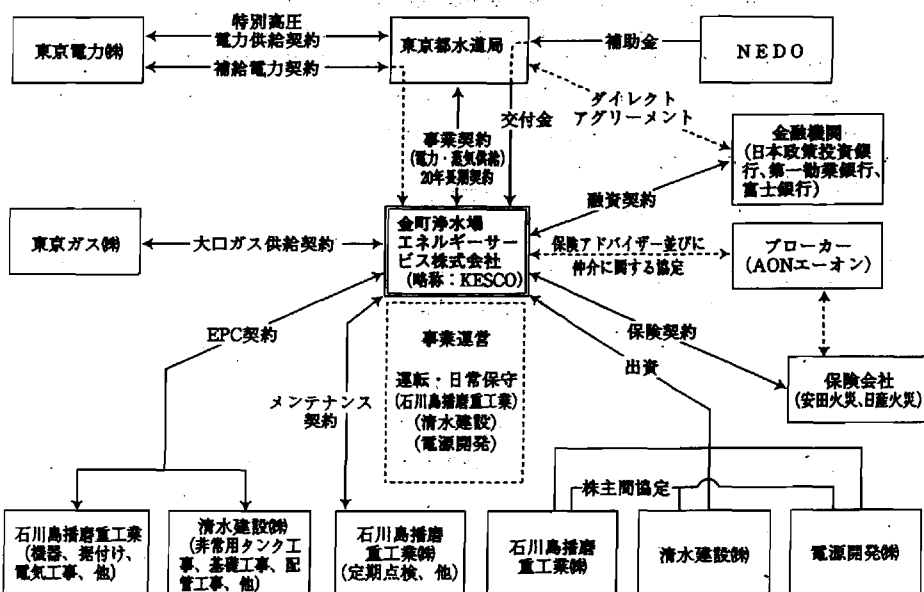 特別高圧
電力供給契約
東京電力㈱
補給電力契約
東京都水道局
補助金
NEDO
ダイレクト
アグリーメント
交付金
事業契約
(電力・蒸気供給)
20年長期契約
金融機関
(日本政策投資銀
行、第一勧業銀行、
富士銀行)
融資契約
東京ガス㈱
大口ガス供給契約
金町浄水場
エネルギーサー
ビス株式会社
(略称：KESCO)
保険アドバイザー並びに
仲介に関する協定
ブローカー
(AONエーオン)
EPC契約
事業運営
運転・日常保守
(石川島播磨重工業)
(清水建設)
(電源開発)
保険契約
出資
保険会社
(安田火災、日産火災)
メンテナンス
契約
株主間協定
石川島播磨重工業
(機器、据付け、
電気工事、他)
清水建設㈱
(非常用タンク工
事、基礎工事、配
管工事、他)
石川島播磨
重工業㈱
(定期点検、他)
石川島播磨
重工業㈱
清水建設㈱
電源開発㈱